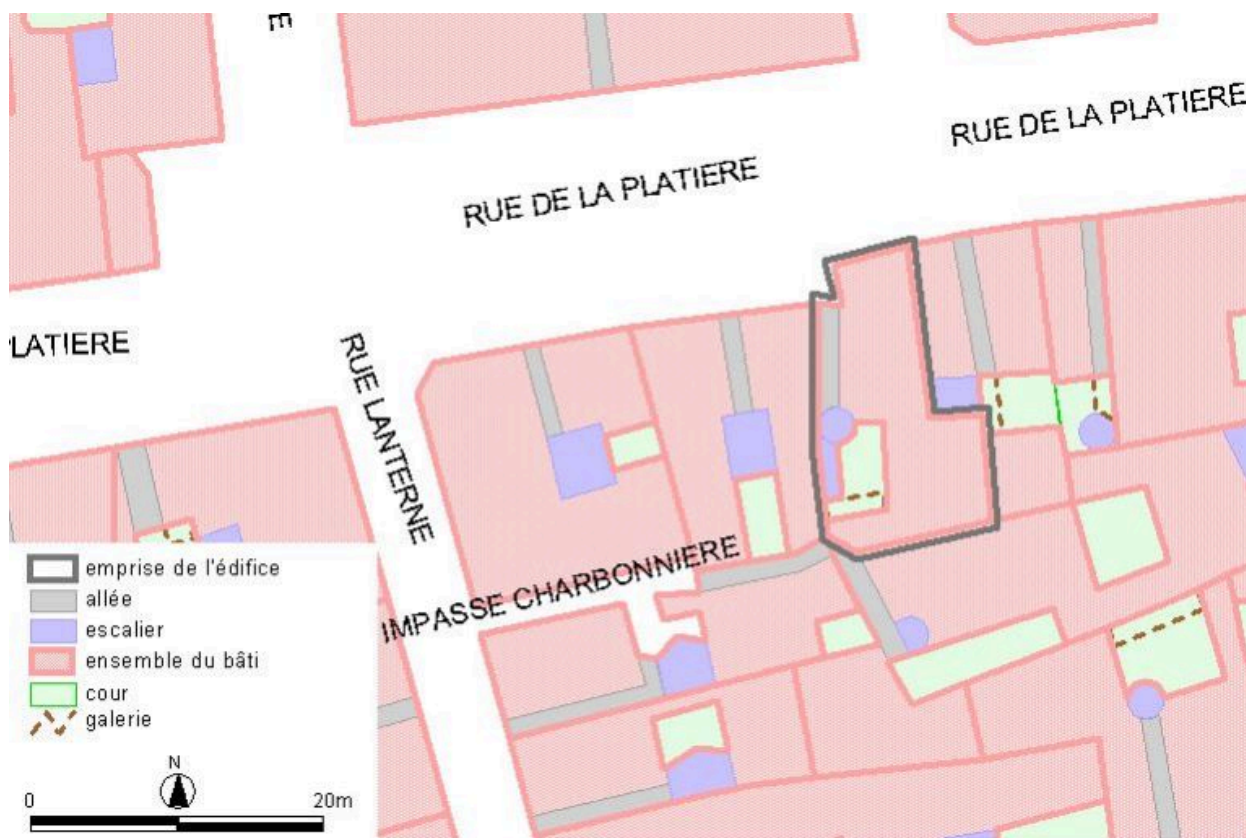 E
RUE DE LA PLATIERE
RUE DE LA PLATIERE
LATIERE
RUE LANTERNE
IMPASSE CHARBONNIERE
emprise de l'édifice
allée
escalier
ensemble du bâti
cour
galerie
N
0 20m